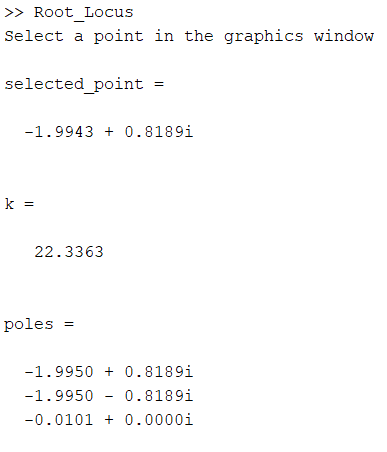 >> Root_Locus
Select a point in the graphics window
selected_point =
-1.9943 + 0.8189i
k =
22.3363
poles =
-1.9950 + 0.8189i
-1.9950 - 0.8189i
-0.0101 + 0.0000i